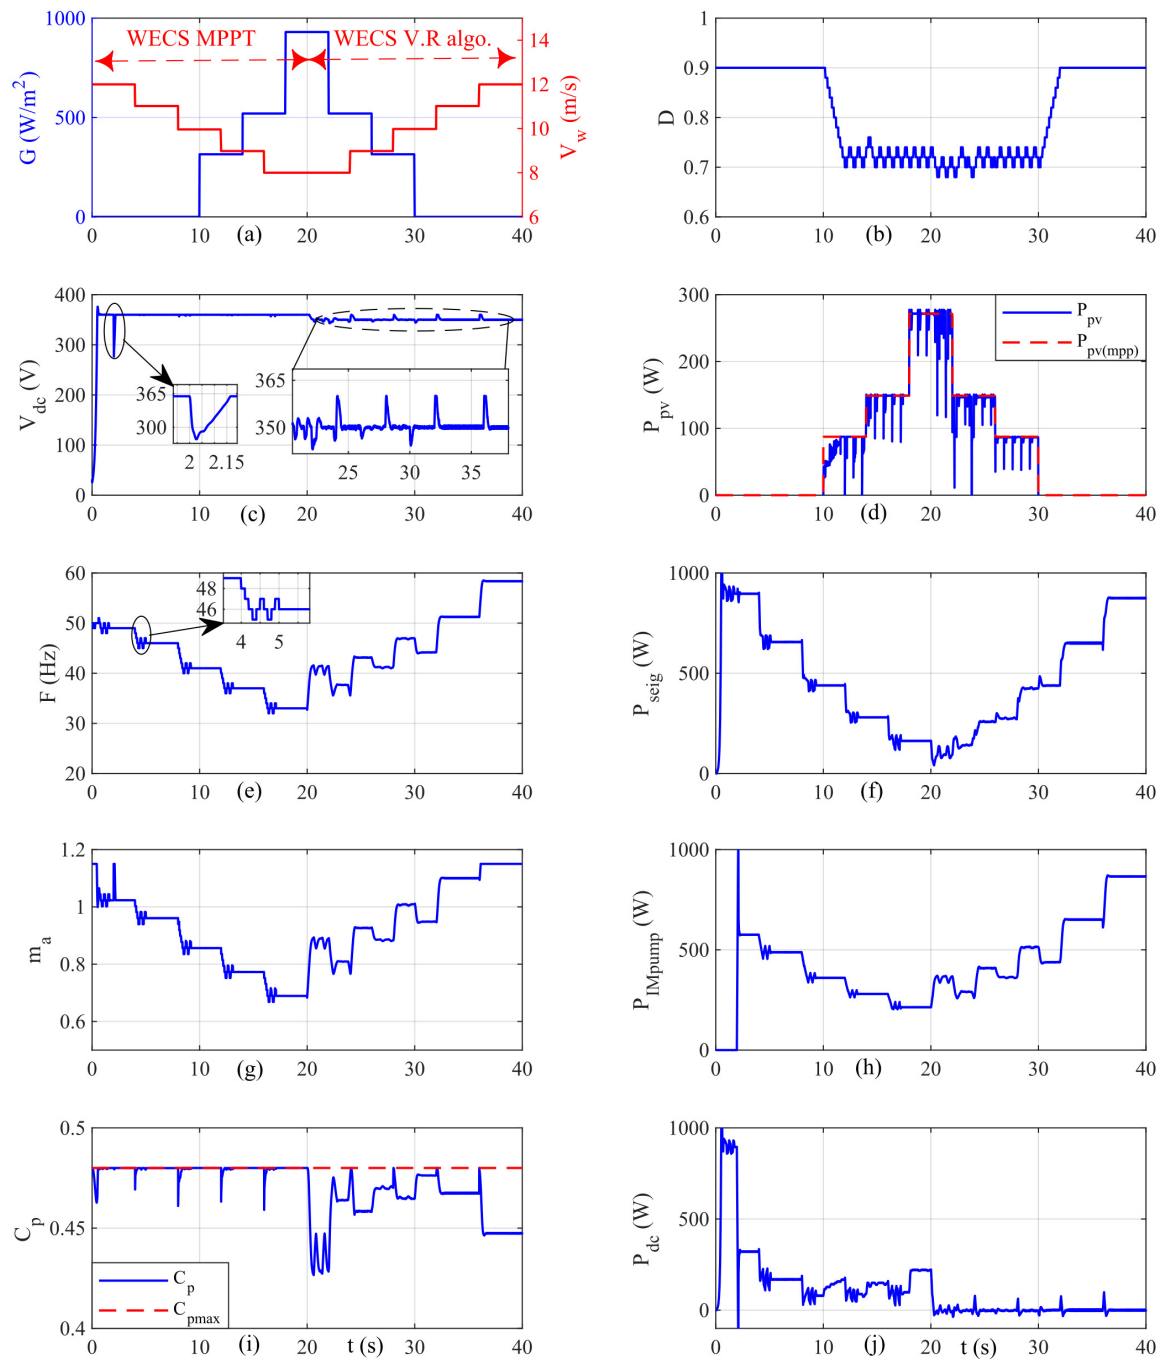 1000
500
0
G (W/m2)
WECS MPPT
WECS V.R algo.
14
12
10
8
6
Vw (m/s)
0 10 (a) 20 30 40
0.9
0.8
0.7
0.6
D
0 10 (b) 20 30 40
400
300
200
100
0
Vdc (V)
365
300
2 2.15
365
350
25 30 35
0 10 (c) 20 30 40
300
200
100
0
Ppv (W)
Ppv
Ppv(mpp)
0 10 (d) 20 30 40
60
50
40
30
20
F (Hz)
48
46
4 5
0 10 (e) 20 30 40
1000
500
0
Pseig (W)
0 10 (f) 20 30 40
1.2
1
0.8
0.6
ma
0 10 (g) 20 30 40
1000
500
0
PIMpump (W)
0 10 (h) 20 30 40
0.5
0.45
0.4
Cp
Cp
Cpmax
0 10 (i) 20 t (s) 30 40
1000
500
0
Pdc (W)
0 10 (j) 20 t (s) 30 40